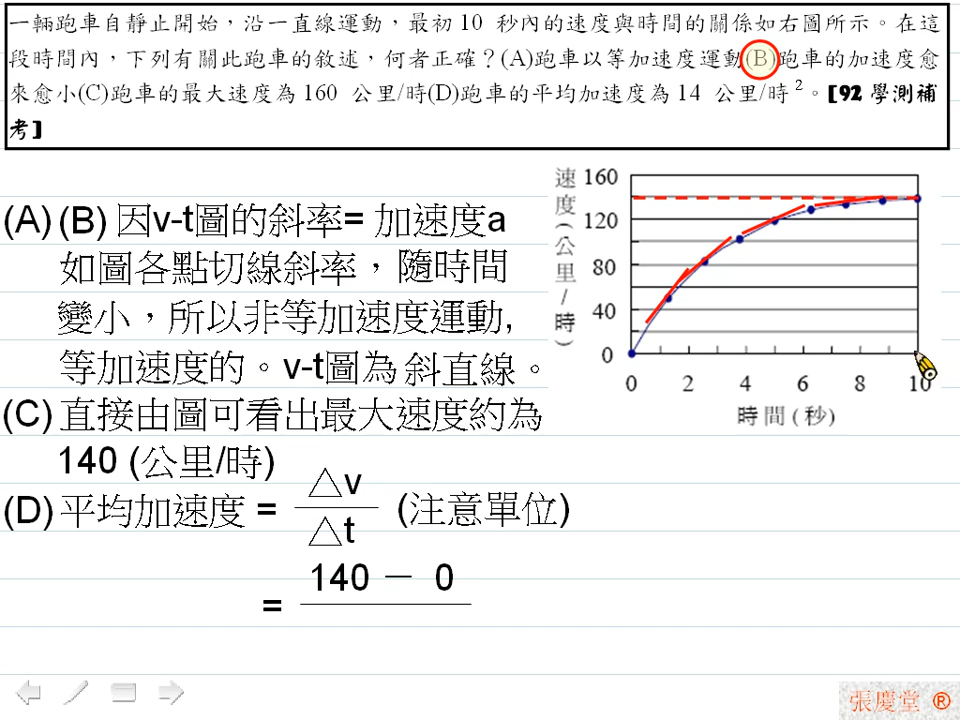 一輛跑車自靜止開始，沿一直線運動，最初10 秒內的速度與時間的關係如右圖所示。在這
段時間內，下列有關此跑車的敘述，何者正確？(A)跑車以等加速度運動(B)跑車的加速度愈
來愈小(C)跑車的最大速度為160 公里/時(D)跑車的平均加速度為14 公里/時²。[92 學測補
考]
(A) (B) 因v-t圖的斜率= 加速度a
如圖各點切線斜率，隨時間
變小，所以非等加速度運動,
等加速度的。v-t圖為 斜直線。
(C) 直接由圖可看出最大速度約為
140 (公里/時)
(D) 平均加速度 = △v (注意單位)
△t
140 － 0
=
速度(公里/時)
160
120
80
40
0
0 2 4 6 8 10
時間(秒)
張慶堂 ®